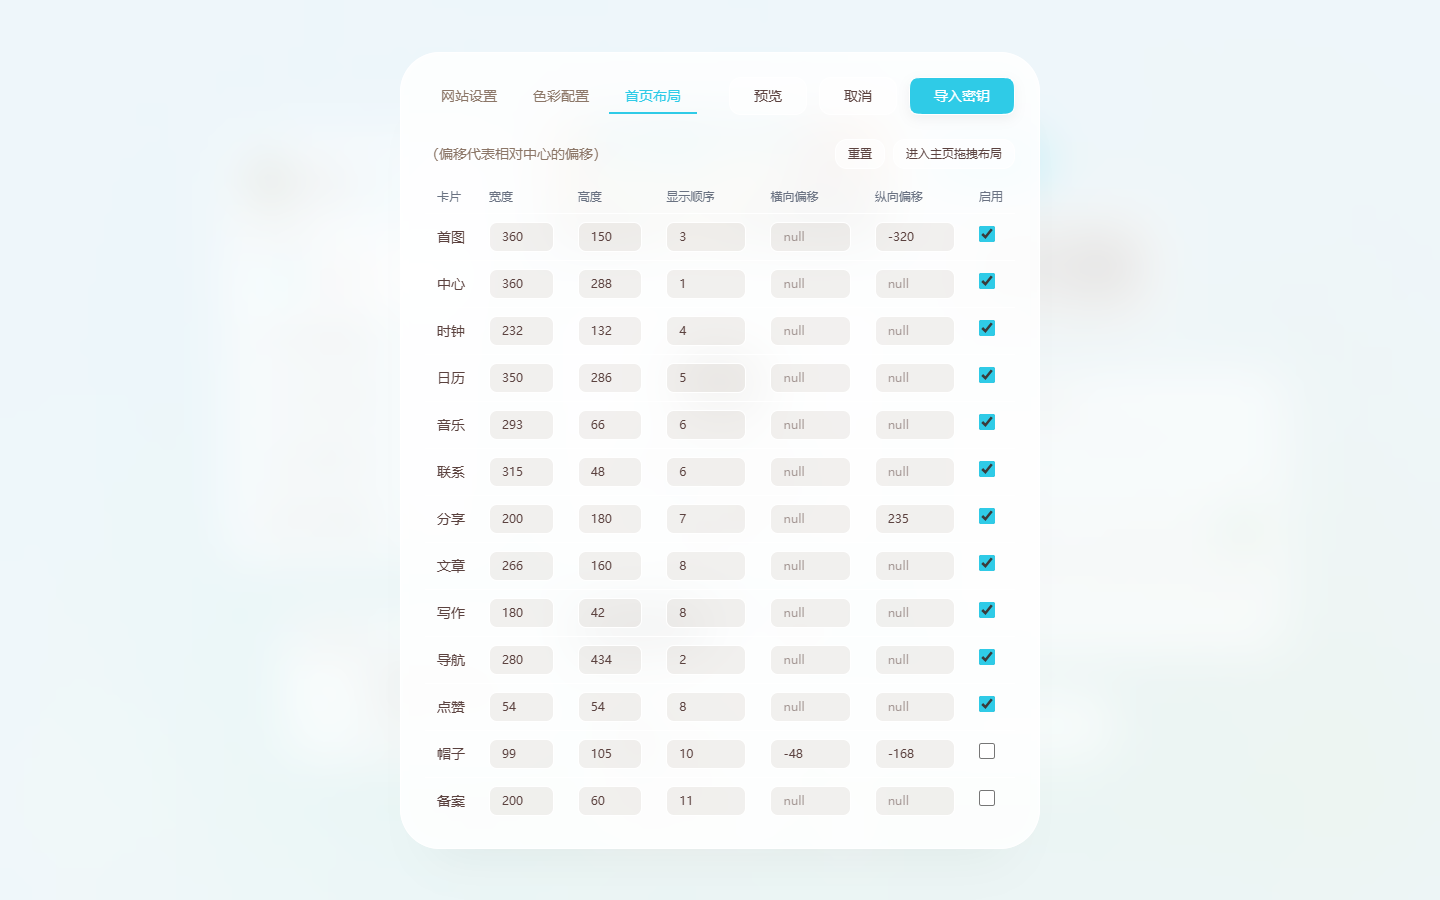 网站设置 色彩配置 首页布局 预览 取消 导入密钥
(偏移代表相对中心的偏移) 重置 进入主页拖拽布局
卡片 宽度 高度 显示顺序 横向偏移 纵向偏移 启用
首图 360 150 3 null -320
中心 360 288 1 null null
时钟 232 132 4 null null
日历 350 286 5 null null
音乐 293 66 6 null null
联系 315 48 6 null null
分享 200 180 7 null 235
文章 266 160 8 null null
写作 180 42 8 null null
导航 280 434 2 null null
点赞 54 54 8 null null
帽子 99 105 10 -48 -168
备案 200 60 11 null null